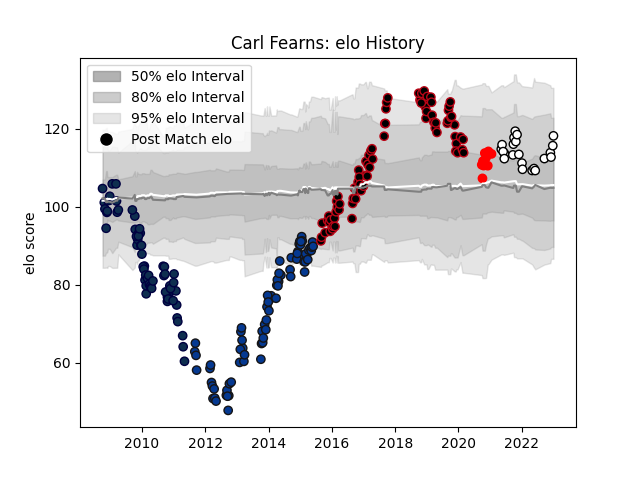 Carl Fearns: elo History
50% elo Interval
80% elo Interval
95% elo Interval
Post Match elo
elo score
120
100
80
60
2010 2012 2014 2016 2018 2020 2022